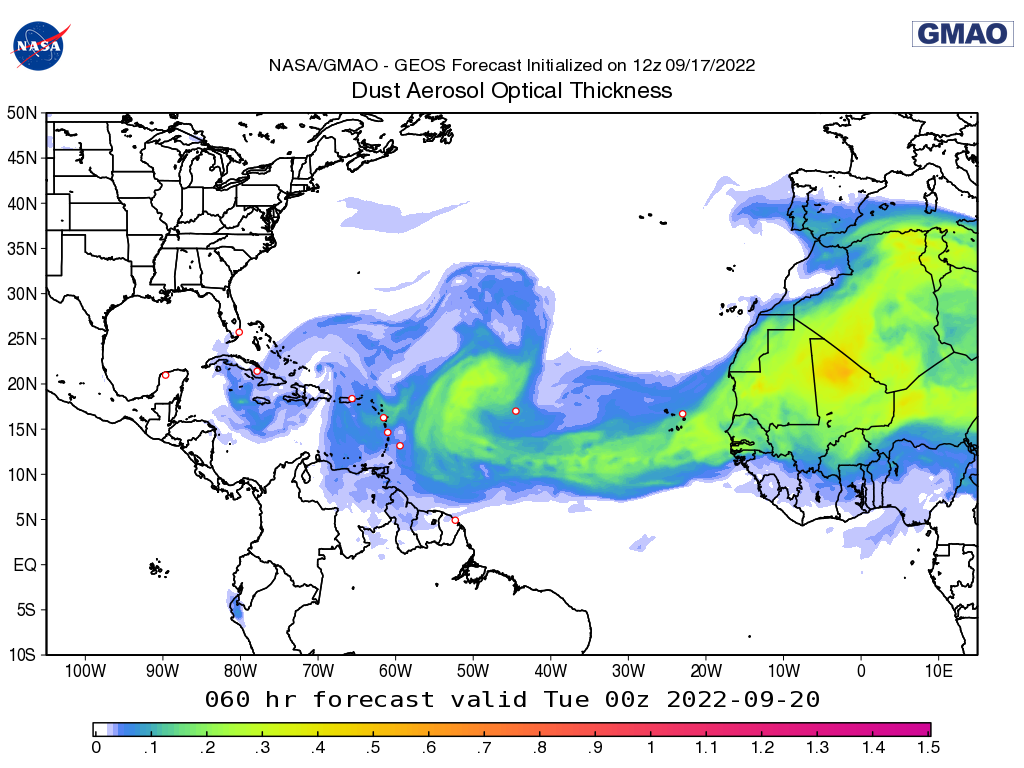 NASA
GMAO
NASA/GMAO - GEOS Forecast Initialized on 12z 09/17/2022
Dust Aerosol Optical Thickness
50N
45N
40N
35N
30N
25N
20N
15N
10N
5N
EQ
5S
10S
100W 90W 80W 70W 60W 50W 40W 30W 20W 10W 0 10E
060 hr forecast valid Tue 00z 2022-09-20
0 .1 .2 .3 .4 .5 .6 .7 .8 .9 1 1.1 1.2 1.3 1.4 1.5